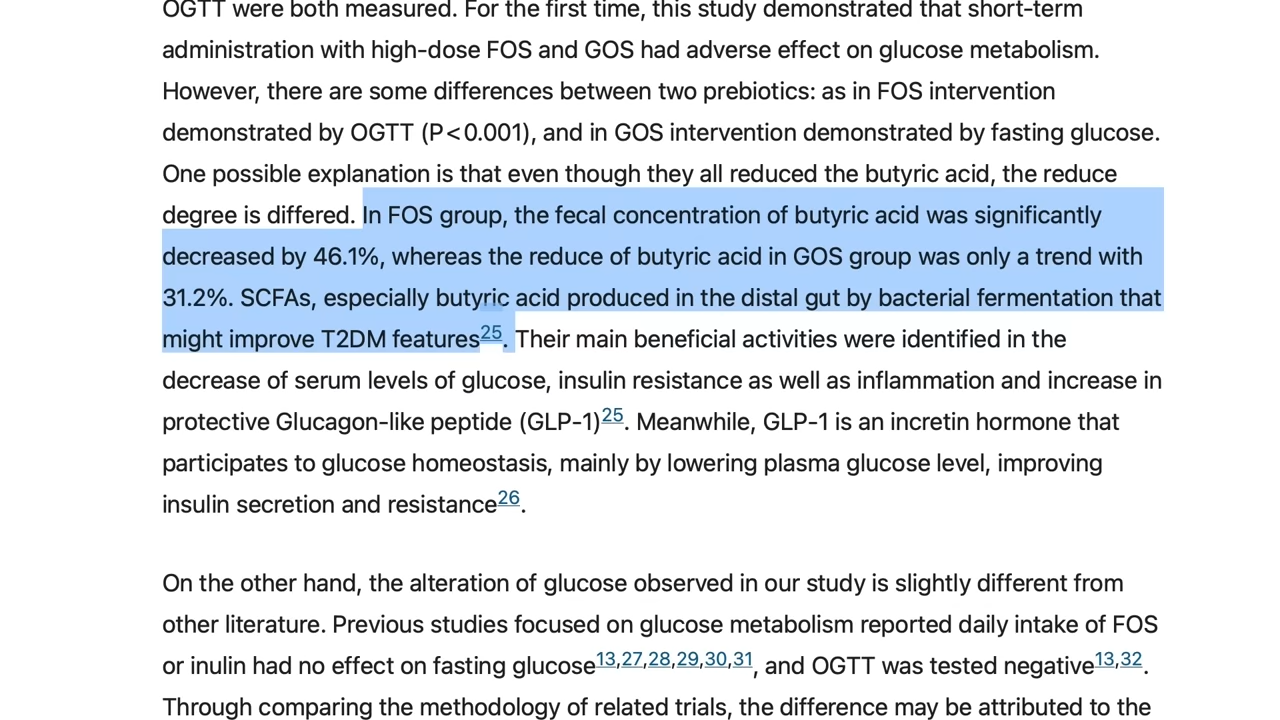 OGTT were both measured. For the first time, this study demonstrated that short-term
administration with high-dose FOS and GOS had adverse effect on glucose metabolism.
However, there are some differences between two prebiotics: as in FOS intervention
demonstrated by OGTT (P < 0.001), and in GOS intervention demonstrated by fasting glucose.
One possible explanation is that even though they all reduced the butyric acid, the reduce
degree is differed. In FOS group, the fecal concentration of butyric acid was significantly
decreased by 46.1%, whereas the reduce of butyric acid in GOS group was only a trend with
31.2%. SCFAs, especially butyric acid produced in the distal gut by bacterial fermentation that
might improve T2DM features25. Their main beneficial activities were identified in the
decrease of serum levels of glucose, insulin resistance as well as inflammation and increase in
protective Glucagon-like peptide (GLP-1)25. Meanwhile, GLP-1 is an incretin hormone that
participates to glucose homeostasis, mainly by lowering plasma glucose level, improving
insulin secretion and resistance26.
On the other hand, the alteration of glucose observed in our study is slightly different from
other literature. Previous studies focused on glucose metabolism reported daily intake of FOS
or inulin had no effect on fasting glucose13,27,28,29,30,31, and OGTT was tested negative13,32.
Through comparing the methodology of related trials, the difference may be attributed to the